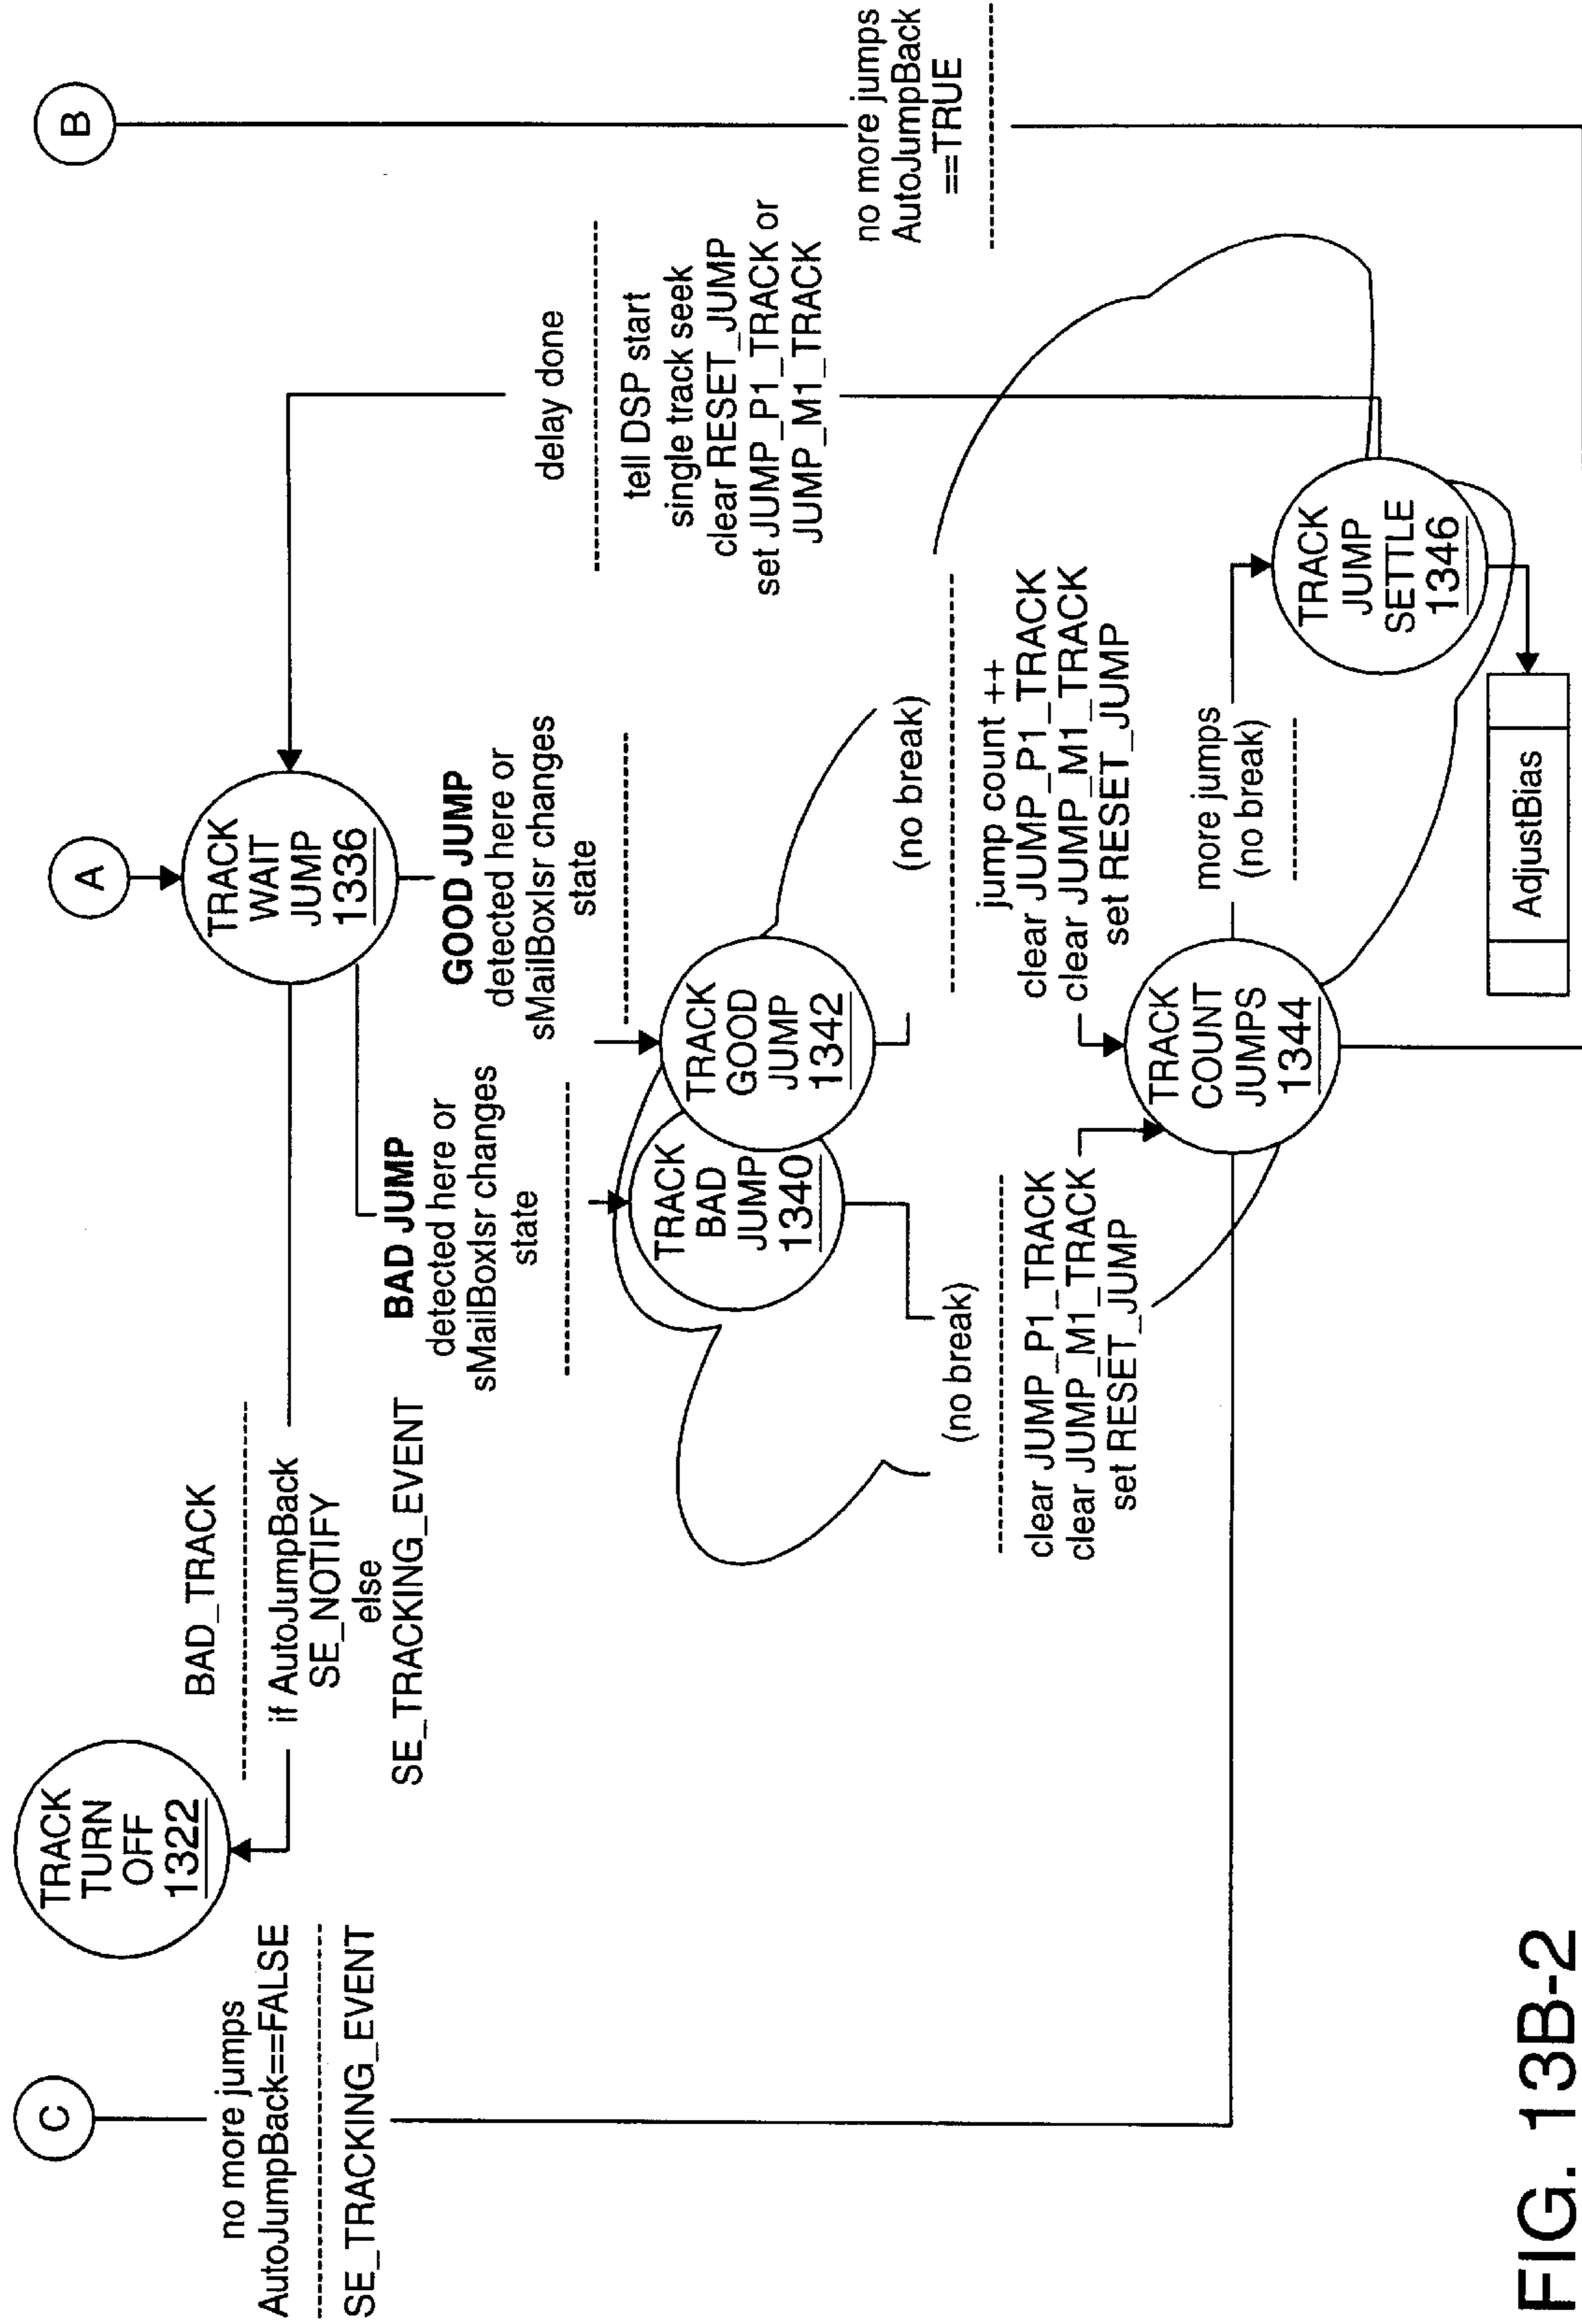 C
no more jumps
AutoJumpBack==FALSE
SE_TRACKING_EVENT
TRACK
TURN
OFF
1322
BAD_TRACK
if AutoJumpBack
SE_NOTIFY
else
SE_TRACKING_EVENT
A
TRACK
WAIT
JUMP
1336
B
BAD JUMP
detected here or
sMailBoxIsr changes
state
GOOD JUMP
detected here or
sMailBoxIsr changes
state
delay done
tell DSP start
single track seek
clear RESET_JUMP
set JUMP_P1_TRACK or
JUMP_M1_TRACK
no more jumps
AutoJumpBack
==TRUE
TRACK
BAD
JUMP
1340
TRACK
GOOD
JUMP
1342
(no break)
clear JUMP_P1_TRACK
clear JUMP_M1_TRACK
set RESET_JUMP
(no break)
jump count ++
clear JUMP_P1_TRACK
clear JUMP_M1_TRACK
set RESET_JUMP
TRACK
COUNT
JUMPS
1344
more jumps
(no break)
TRACK
JUMP
SETTLE
1346
AdjustBias
FIG. 13B-2